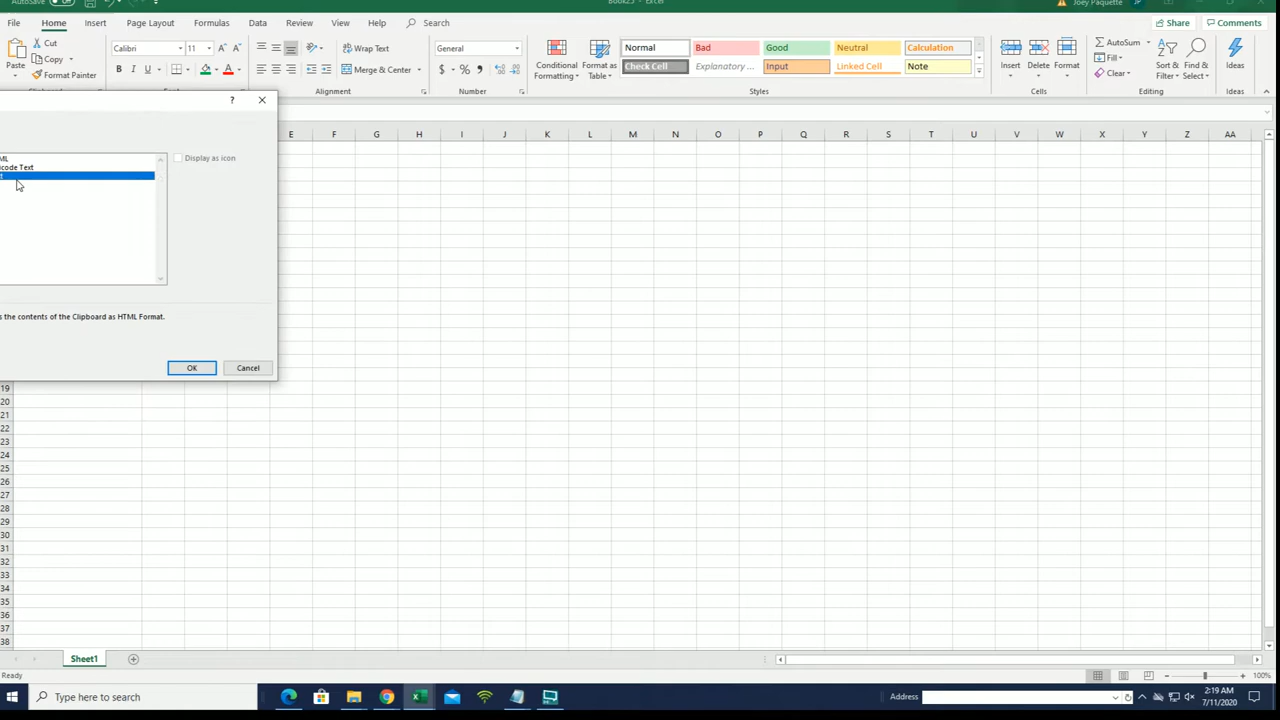 AutoSave Off Book25 - Excel Joey Paquette JP
File Home Insert Page Layout Formulas Data Review View Help Search Share Comments
Paste Cut Copy Format Painter
Calibri 11 A A B I U A
Wrap Text Merge & Center Alignment
General $ % Number
Conditional Formatting Format as Table
Normal Bad Good Neutral Calculation
Check Cell Explanatory ... Input Linked Cell Note
Styles
Insert Delete Format Cells
AutoSum Fill Clear Sort & Filter Find & Select Editing
Ideas Ideas
?
E F G H I J K L M N O P Q R S T U V W X Y Z AA
icode Text
Display as icon
s the contents of the Clipboard as HTML Format.
OK Cancel
19
20
21
22
23
24
25
26
27
28
29
30
31
32
33
34
35
36
37
38
Sheet1
Ready 100%
Type here to search Address 2:19 AM
7/11/2020